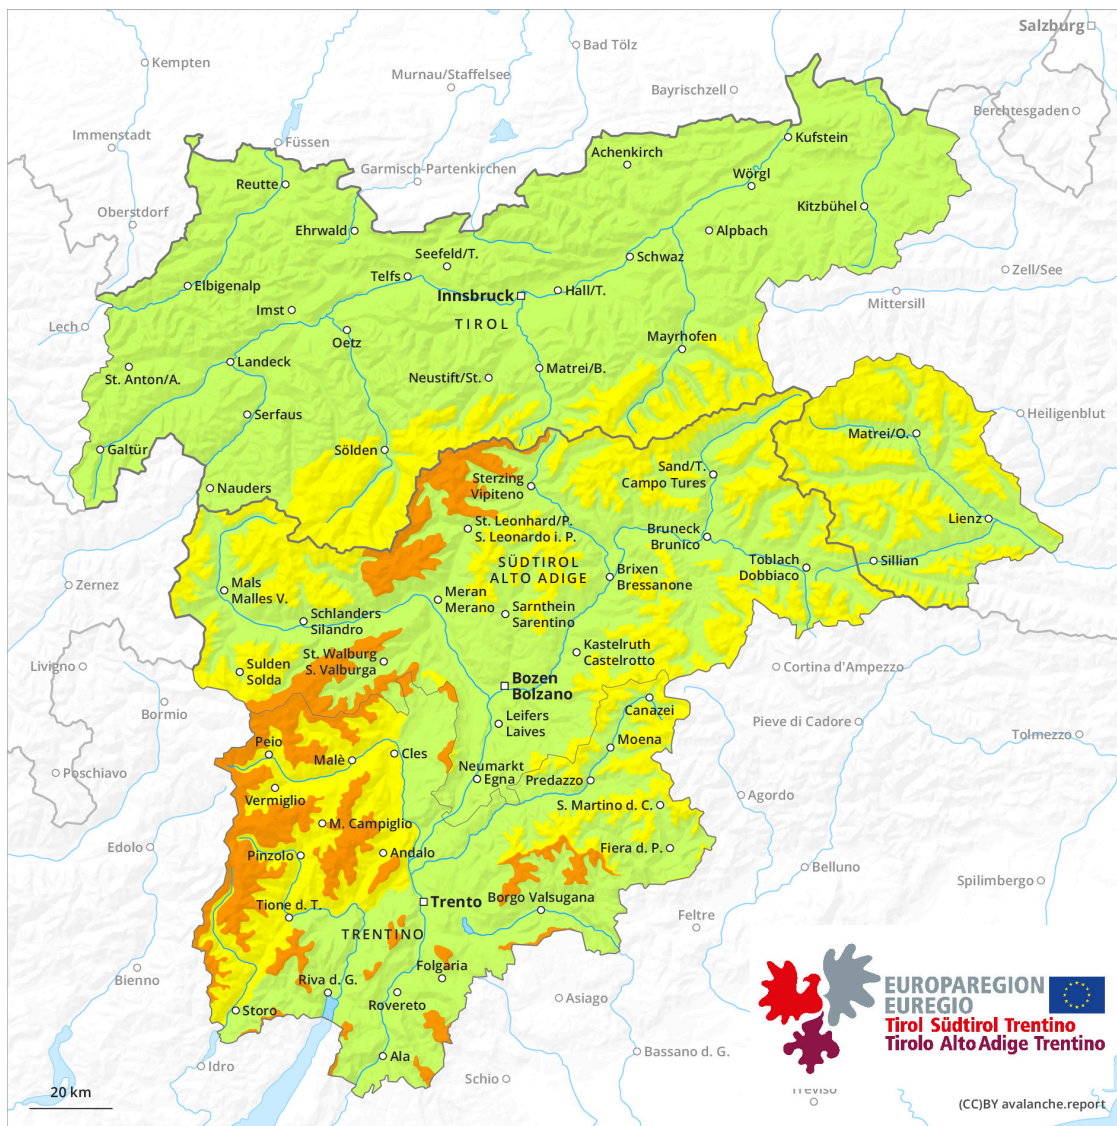 Salzburg
Bad Tölz
Kempten
Murnau/Staffelsee
Bayrischzell
Berchtesgaden
Immenstadt
Füssen
Kufstein
Achenkirch
Garmisch-Partenkirchen
Wörgl
Reutte
Oberstdorf
Kitzbühel
Ehrwald
Alpbach
Seefeld/T.
Schwaz
Zell/See
Telfs
Elbigenalp
Hall/T.
Innsbruck
Mittersill
Imst
TIROL
Lech
Oetz
Mayrhofen
Landeck
Matrei/B.
St. Anton/A.
Neustift/St.
Serfaus
Heiligenblut
Matrei/O.
Galtür
Sölden
Sand/T.
Campo Tures
Sterzing
Vipiteno
Nauders
Lienz
St. Leonhard/P.
S. Leonardo i. P.
Bruneck
Brunico
SÜDTIROL
ALTO ADIGE
Toblach
Dobbiaco
Sillian
Brixen
Bressanone
Zernez
Mals
Malles V.
Meran
Merano
Schlanders
Silandro
Sarnthein
Sarentino
Kastelruth
Castelrotto
St. Walburg
S. Valburga
Livigno
Sulden
Solda
Cortina d'Ampezzo
Bozen
Bolzano
Bormio
Canazei
Leifers
Laives
Pieve di Cadore
Tolmezzo
Peio
Moena
Malè
Cles
Poschiavo
Neumarkt
Egna
Predazzo
Vermiglio
Agordo
S. Martino d. C.
M. Campiglio
Edolo
Pinzolo
Andalo
Fiera d. P.
Belluno
Spilimbergo
Tione d. T.
Trento
Borgo Valsugana
Feltre
TRENTINO
Folgaria
Bienno
Riva d. G.
Rovereto
Asiago
Storo
EUROPAREGION
EUREGIO
Tirol Südtirol Trentino
Tirolo Alto Adige Trentino
Ala
Bassano d. G.
Idro
Schio
20 km
Treviso
(CC)BY avalanche.report